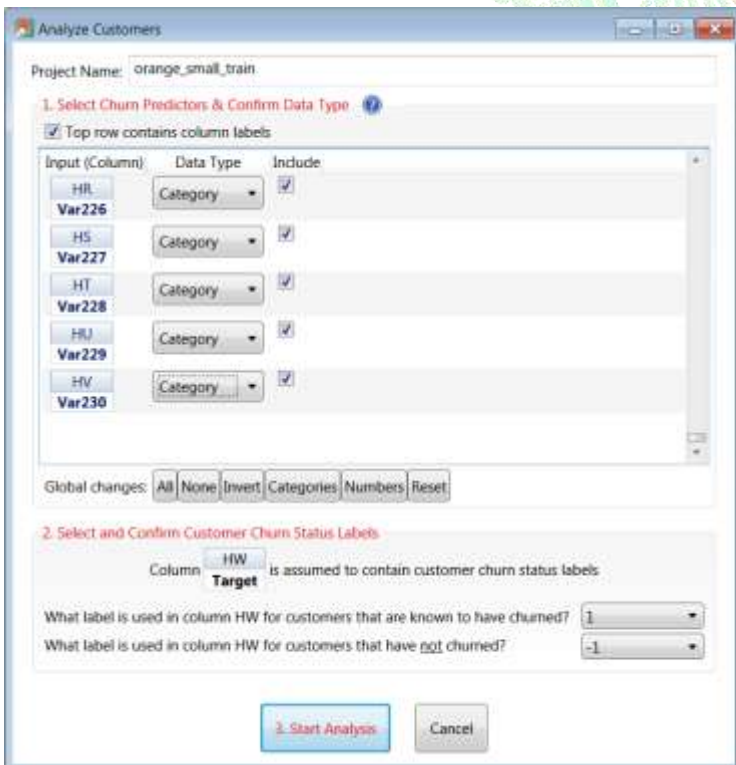 Analyze Customers
Project Name: orange_small_train
1. Select Churn Predictors & Confirm Data Type ?
Top row contains column labels
Input (Column) Data Type Include
HR
Var226 Category
HS
Var227 Category
HT
Var228 Category
HU
Var229 Category
HV
Var230 Category
Global changes: All None Invert Categories Numbers Reset
2. Select and Confirm Customer Churn Status Labels
Column HW Target is assumed to contain customer churn status labels
What label is used in column HW for customers that are known to have churned? 1
What label is used in column HW for customers that have not churned? -1
3. Start Analysis Cancel